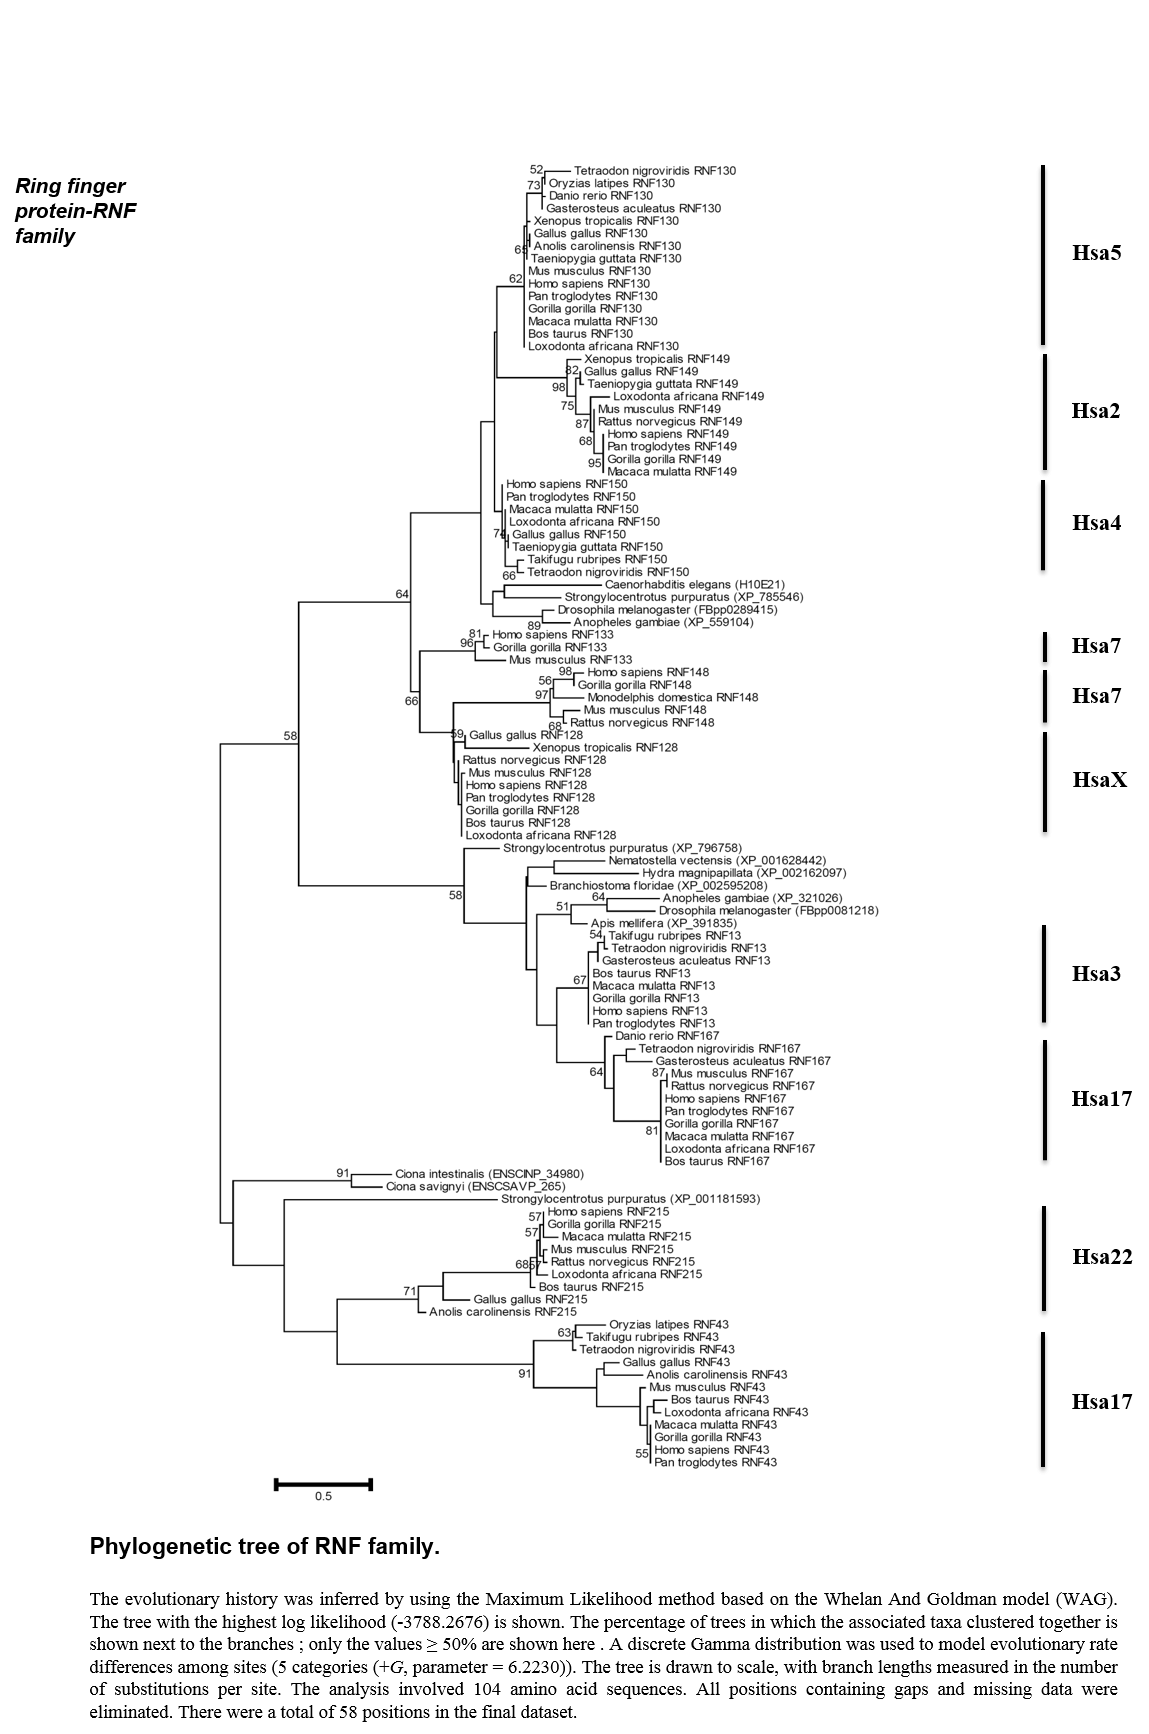 Ring finger
protein-RNF
family
52
Tetraodon nigroviridis RNF130
73
Oryzias latipes RNF130
Danio rerio RNF130
Gasterosteus aculeatus RNF130
Xenopus tropicalis RNF130
Gallus gallus RNF130
65
Anolis carolinensis RNF130
Hsa5
Taeniopygia guttata RNF130
Mus musculus RNF130
62
Homo sapiens RNF130
Pan troglodytes RNF130
Gorilla gorilla RNF130
Macaca mulatta RNF130
Bos taurus RNF130
Loxodonta africana RNF130
Xenopus tropicalis RNF149
82
Gallus gallus RNF149
98
Taeniopygia guttata RNF149
Loxodonta africana RNF149
75
Mus musculus RNF149
Hsa2
87
Rattus norvegicus RNF149
68
Homo sapiens RNF149
Pan troglodytes RNF149
95
Gorilla gorilla RNF149
Macaca mulatta RNF149
Homo sapiens RNF150
Pan troglodytes RNF150
Macaca mulatta RNF150
Loxodonta africana RNF150
Hsa4
74
Gallus gallus RNF150
Taeniopygia guttata RNF150
Takifugu rubripes RNF150
66
Tetraodon nigroviridis RNF150
Caenorhabditis elegans (H10E21)
64
Strongylocentrotus purpuratus (XP_785546)
Drosophila melanogaster (FBpp0289415)
89
Anopheles gambiae (XP_559104)
81
Homo sapiens RNF133
96
Gorilla gorilla RNF133
Hsa7
Mus musculus RNF133
98
Homo sapiens RNF148
56
Gorilla gorilla RNF148
97
Monodelphis domestica RNF148
Hsa7
66
Mus musculus RNF148
68
Rattus norvegicus RNF148
58
59
Gallus gallus RNF128
Xenopus tropicalis RNF128
Rattus norvegicus RNF128
Mus musculus RNF128
HsaX
Homo sapiens RNF128
Pan troglodytes RNF128
Gorilla gorilla RNF128
Bos taurus RNF128
Loxodonta africana RNF128
Strongylocentrotus purpuratus (XP_796758)
Nematostella vectensis (XP_001628442)
Hydra magnipapillata (XP_002162097)
Branchiostoma floridae (XP_002595208)
58
64
Anopheles gambiae (XP_321026)
51
Drosophila melanogaster (FBpp0081218)
Apis mellifera (XP_391835)
54
Takifugu rubripes RNF13
Tetraodon nigroviridis RNF13
Gasterosteus aculeatus RNF13
67
Bos taurus RNF13
Hsa3
Macaca mulatta RNF13
Gorilla gorilla RNF13
Homo sapiens RNF13
Pan troglodytes RNF13
Danio rerio RNF167
Tetraodon nigroviridis RNF167
Gasterosteus aculeatus RNF167
64
87
Mus musculus RNF167
Rattus norvegicus RNF167
Homo sapiens RNF167
Hsa17
Pan troglodytes RNF167
Gorilla gorilla RNF167
81
Macaca mulatta RNF167
Loxodonta africana RNF167
Bos taurus RNF167
91
Ciona intestinalis (ENSCINP_34980)
Ciona savignyi (ENSCSAVP_265)
Strongylocentrotus purpuratus (XP_001181593)
57
Homo sapiens RNF215
Gorilla gorilla RNF215
57
Macaca mulatta RNF215
Mus musculus RNF215
Hsa22
68
57
Rattus norvegicus RNF215
Loxodonta africana RNF215
71
Bos taurus RNF215
Gallus gallus RNF215
Anolis carolinensis RNF215
Oryzias latipes RNF43
63
Takifugu rubripes RNF43
Tetraodon nigroviridis RNF43
Gallus gallus RNF43
91
Anolis carolinensis RNF43
Mus musculus RNF43
Bos taurus RNF43
Hsa17
Loxodonta africana RNF43
Macaca mulatta RNF43
Gorilla gorilla RNF43
55
Homo sapiens RNF43
Pan troglodytes RNF43
0.5
Phylogenetic tree of RNF family.
The evolutionary history was inferred by using the Maximum Likelihood method based on the Whelan And Goldman model (WAG).
The tree with the highest log likelihood (-3788.2676) is shown. The percentage of trees in which the associated taxa clustered together is
shown next to the branches ; only the values ≥ 50% are shown here . A discrete Gamma distribution was used to model evolutionary rate
differences among sites (5 categories (+G, parameter = 6.2230)). The tree is drawn to scale, with branch lengths measured in the number
of substitutions per site. The analysis involved 104 amino acid sequences. All positions containing gaps and missing data were
eliminated. There were a total of 58 positions in the final dataset.